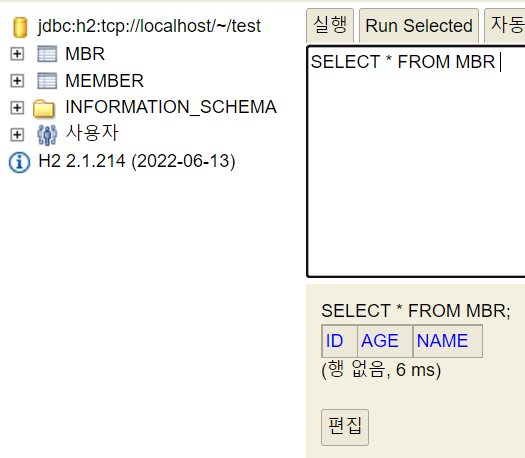 jdbc:h2:tcp://localhost/~/test
MBR
MEMBER
INFORMATION_SCHEMA
사용자
H2 2.1.214 (2022-06-13)
실행 Run Selected 자동
SELECT * FROM MBR
SELECT * FROM MBR;
ID AGE NAME
(행 없음, 6 ms)
편집